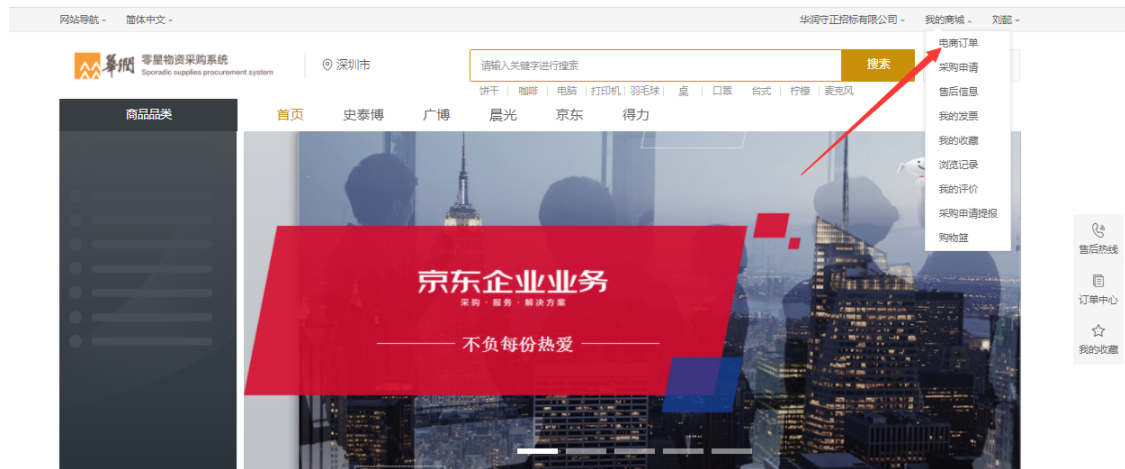 网站导航 简体中文 华润守正招标有限公司 我的商城 刘懿
華潤 零星物资采购系统
Sporadic supplies procurement system
深圳市
请输入关键字进行搜索 搜索
饼干 | 咖啡 | 电脑 | 打印机 | 羽毛球 | 桌 | 口罩 | 台式 | 柠檬 | 麦克风
商品品类 首页 史泰博 广博 晨光 京东 得力
电商订单
采购申请
售后信息
我的发票
我的收藏
浏览记录
我的评价
采购申请提报
购物篮
京东企业业务
采购 · 服务 · 解决方案
不负每份热爱
售后热线
订单中心
我的收藏